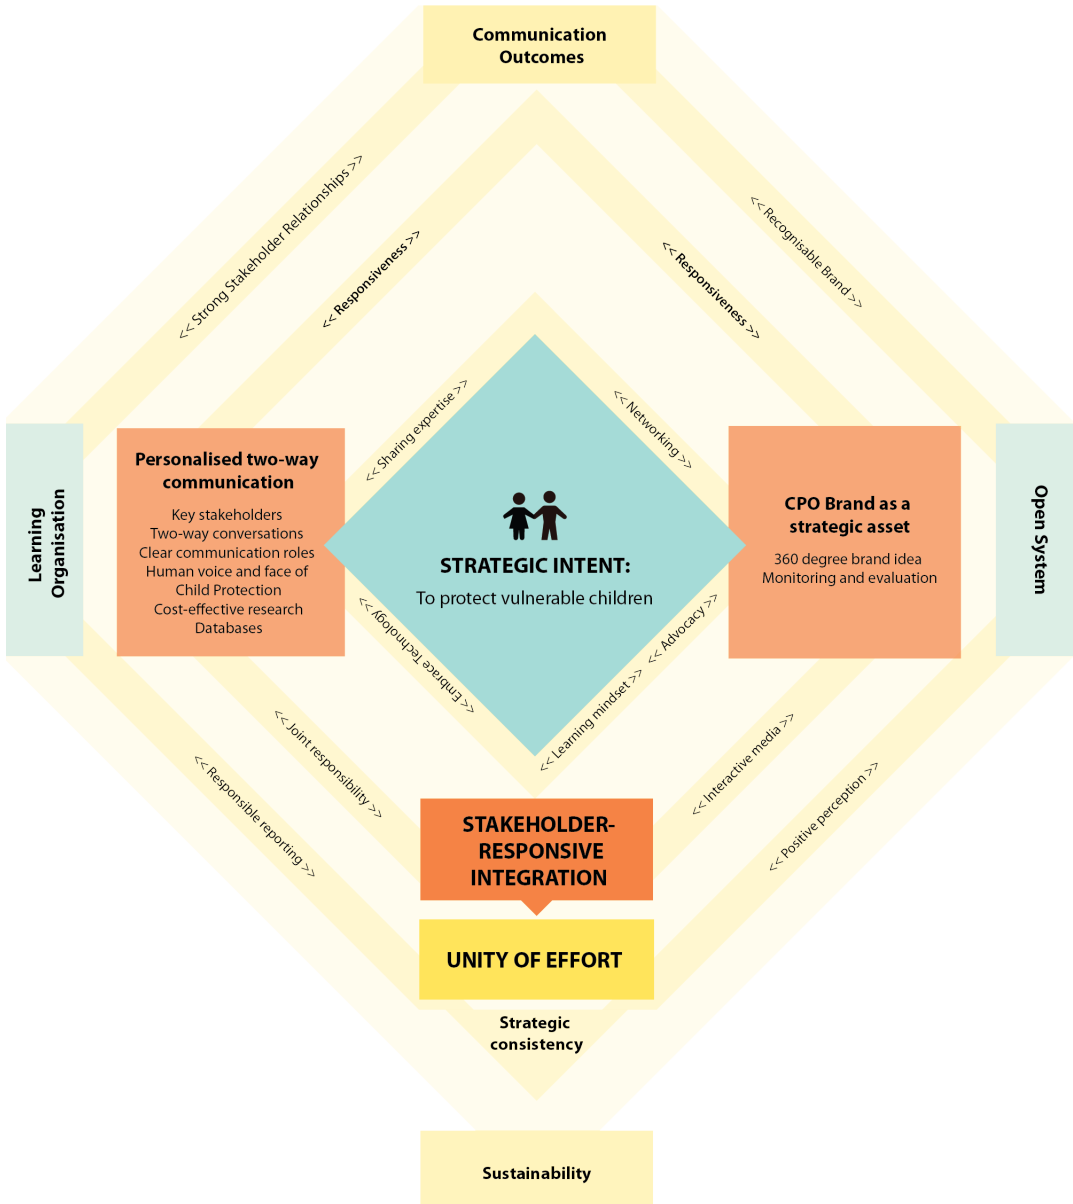 Communication
Outcomes
<< Strong Stakeholder Relationships >>
<< Recognisable Brand >>
<< Responsiveness >>
<< Responsiveness >>
<< Sharing expertise >>
<< Networking >>
Learning
Organisation
Personalised two-way
communication
Key stakeholders
Two-way conversations
Clear communication roles
Human voice and face of
Child Protection
Cost-effective research
Databases
STRATEGIC INTENT:
To protect vulnerable children
CPO Brand as a
strategic asset
360 degree brand idea
Monitoring and evaluation
Open System
<< Embrace Technology >>
<< Advocacy >>
<< Learning mindset >>
<< Joint responsibility >>
<< Interactive media >>
<< Responsible reporting >>
<< Positive perception >>
STAKEHOLDER-
RESPONSIVE
INTEGRATION
UNITY OF EFFORT
Strategic
consistency
Sustainability